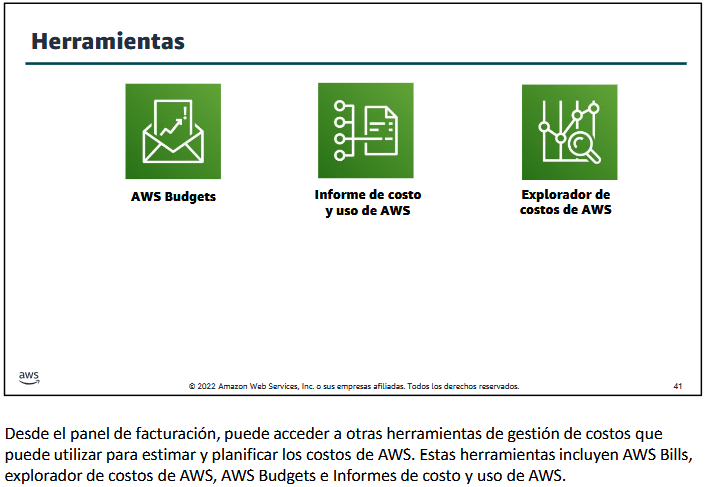 Herramientas
AWS Budgets
Informe de costo
y uso de AWS
Explorador de
costos de AWS
aws
© 2022 Amazon Web Services, Inc. o sus empresas afiliadas. Todos los derechos reservados.
41
Desde el panel de facturación, puede acceder a otras herramientas de gestión de costos que
puede utilizar para estimar y planificar los costos de AWS. Estas herramientas incluyen AWS Bills,
explorador de costos de AWS, AWS Budgets e Informes de costo y uso de AWS.